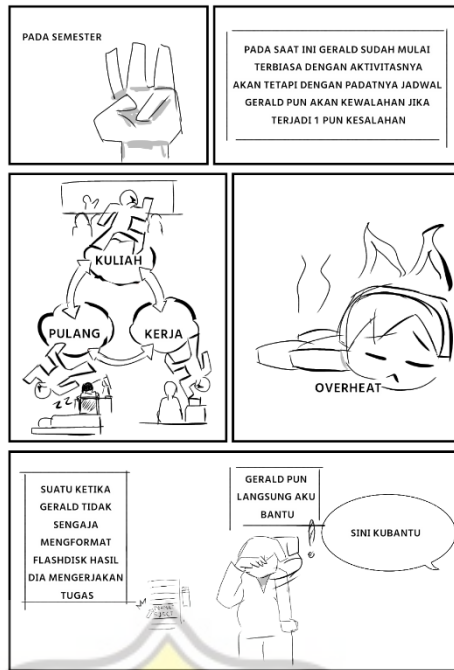 PADA SEMESTER
PADA SAAT INI GERALD SUDAH MULAI
TERBIASA DENGAN AKTIVITASNYA
AKAN TETAPI DENGAN PADATNYA JADWAL
GERALD PUN AKAN KEWALAHAN JIKA
TERJADI 1 PUN KESALAHAN
KULIAH
PULANG
KERJA
ZZ
OVERHEAT
SUATU KETIKA
GERALD TIDAK
SENGAJA
MENGFORMAT
FLASHDISK HASIL
DIA MENGERJAKAN
TUGAS
GERALD PUN
LANGSUNG AKU
BANTU
!
SINI KUBANTU